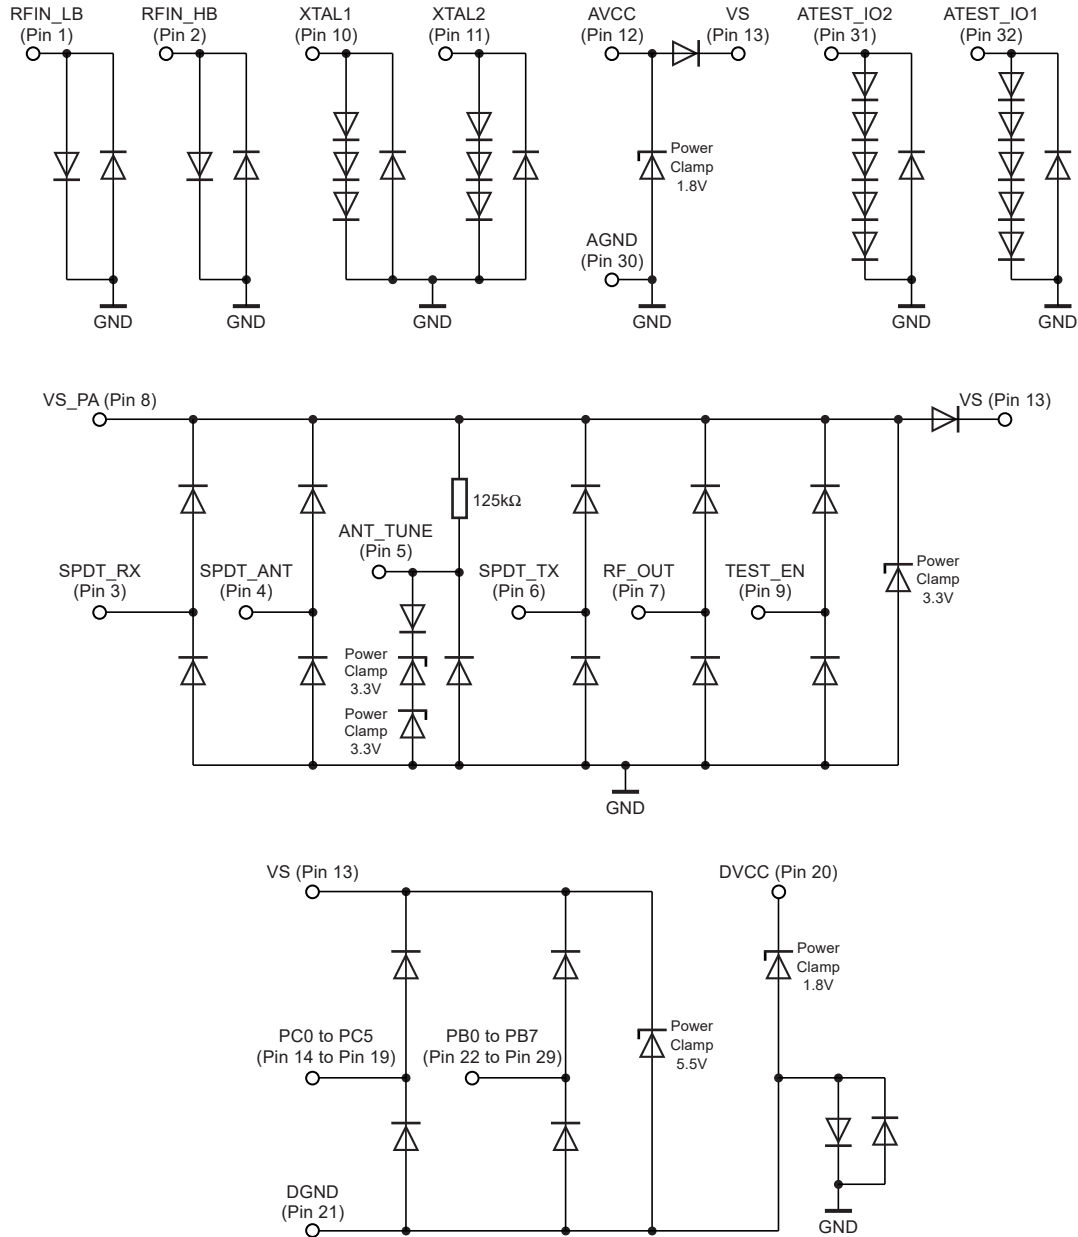 RFIN_LB
(Pin 1)
RFIN_HB
(Pin 2)
XTAL1
(Pin 10)
XTAL2
(Pin 11)
AVCC
(Pin 12)
VS
(Pin 13)
ATEST_IO2
(Pin 31)
ATEST_IO1
(Pin 32)
Power
Clamp
1.8V
AGND
(Pin 30)
GND
GND
GND
GND
GND
GND
VS_PA (Pin 8)
VS (Pin 13)
125kΩ
ANT_TUNE
(Pin 5)
SPDT_RX
(Pin 3)
SPDT_ANT
(Pin 4)
SPDT_TX
(Pin 6)
RF_OUT
(Pin 7)
TEST_EN
(Pin 9)
Power
Clamp
3.3V
Power
Clamp
3.3V
Power
Clamp
3.3V
GND
VS (Pin 13)
DVCC (Pin 20)
Power
Clamp
1.8V
PC0 to PC5
(Pin 14 to Pin 19)
PB0 to PB7
(Pin 22 to Pin 29)
Power
Clamp
5.5V
DGND
(Pin 21)
GND